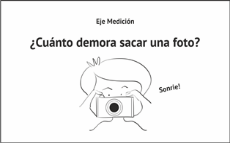 Eje Medición
¿Cuánto demora sacar una foto?
Sonríe!